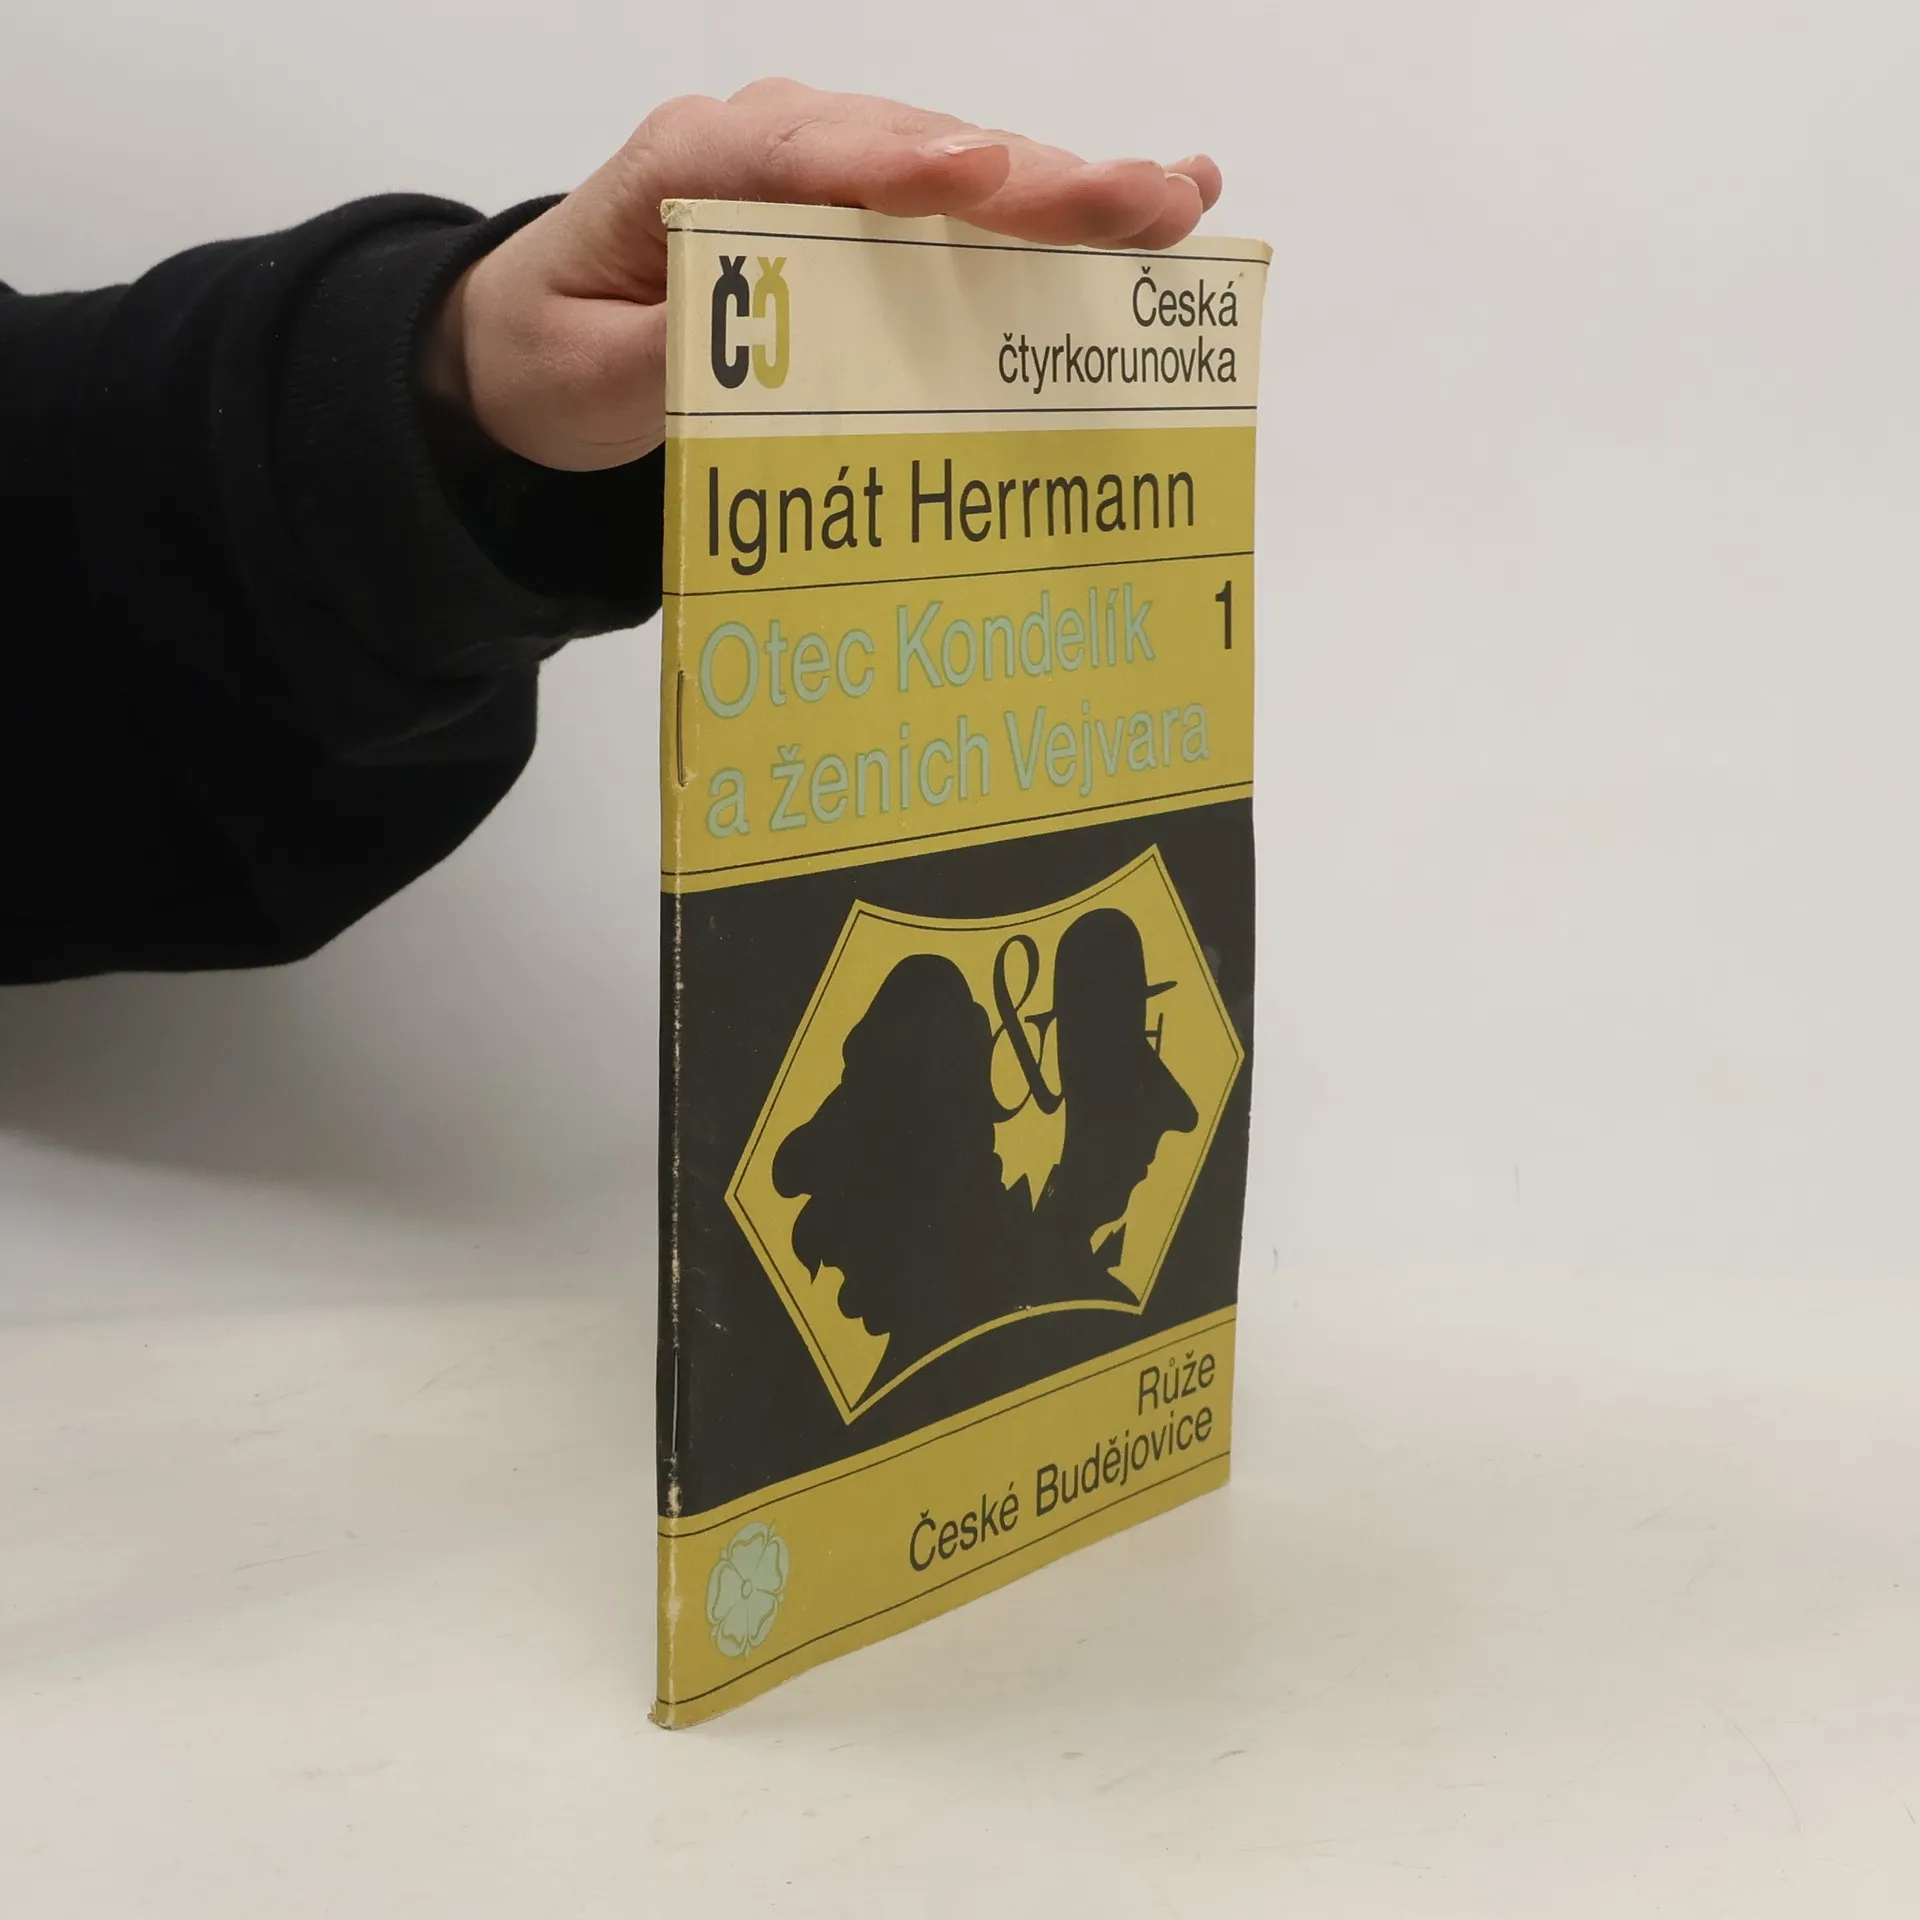 ČČ
Česká
čtyrkorunovka
Ignát Herrmann
Otec Kondelík 1
a ženich Vejvara
&
Růže
České Budějovice